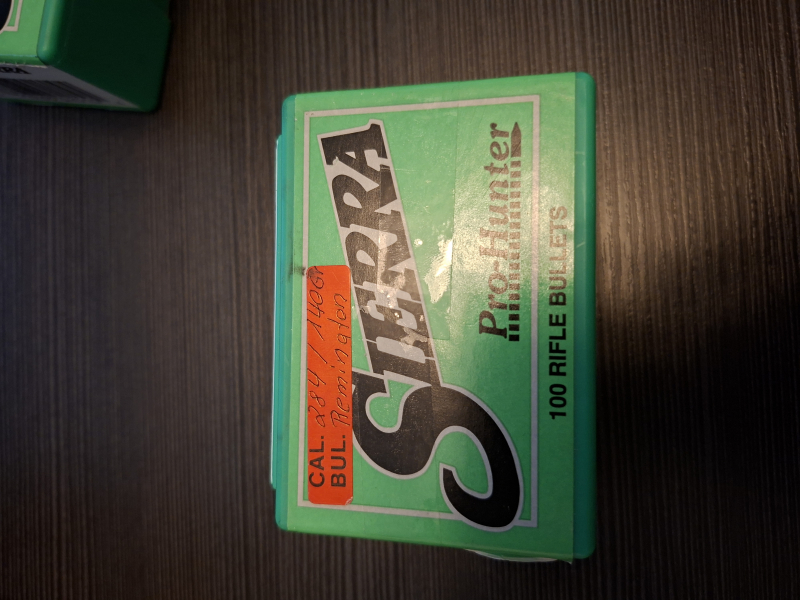 CAL. 284 / 140Gr
BUL. Remington
SIERRA
Pro-Hunter
100 RIFLE BULLETS